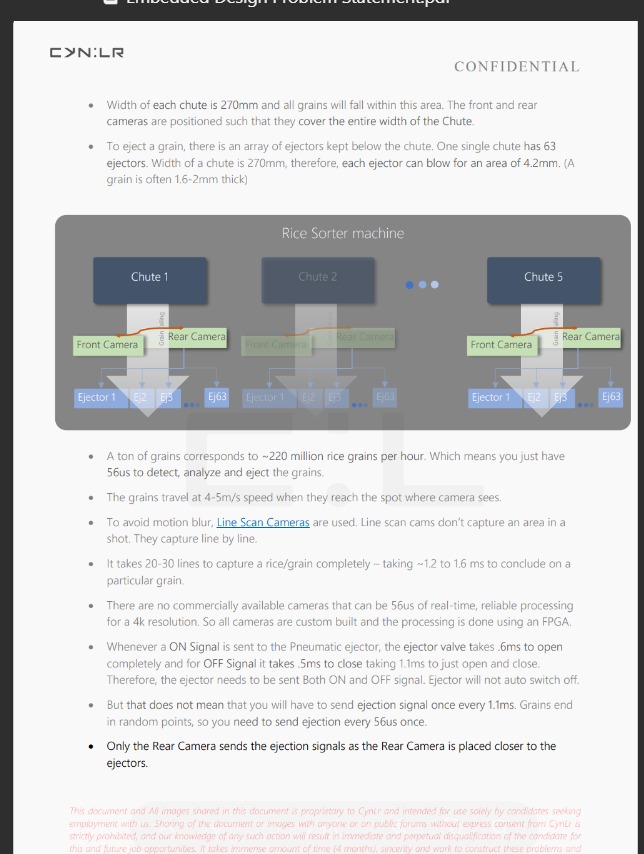 Embedded Design Problem Statement.pdf
CYN:LR
CONFIDENTIAL
• Width of each chute is 270mm and all grains will fall within this area. The front and rear
cameras are positioned such that they cover the entire width of the Chute.
• To eject a grain, there is an array of ejectors kept below the chute. One single chute has 63
ejectors. Width of a chute is 270mm, therefore, each ejector can blow for an area of 4.2mm. (A
grain is often 1.6-2mm thick)
Rice Sorter machine
Chute 1
Chute 2
Chute 5
Front Camera
Rear Camera
Front Camera
Rear Camera
Front Camera
Rear Camera
Ejector 1 Ej2 Ej3 Ej63
Ejector 1 Ej2 Ej3 Ej63
Ejector 1 Ej2 Ej3 Ej63
• A ton of grains corresponds to ~220 million rice grains per hour. Which means you just have
56us to detect, analyze and eject the grains.
• The grains travel at 4-5m/s speed when they reach the spot where camera sees.
• To avoid motion blur, Line Scan Cameras are used. Line scan cams don't capture an area in a
shot. They capture line by line.
• It takes 20-30 lines to capture a rice/grain completely – taking ~1.2 to 1.6 ms to conclude on a
particular grain.
• There are no commercially available cameras that can be 56us of real-time, reliable processing
for a 4k resolution. So all cameras are custom built and the processing is done using an FPGA.
• Whenever a ON Signal is sent to the Pneumatic ejector, the ejector valve takes .6ms to open
completely and for OFF Signal it takes .5ms to close taking 1.1ms to just open and close.
Therefore, the ejector needs to be sent Both ON and OFF signal. Ejector will not auto switch off.
• But that does not mean that you will have to send ejection signal once every 1.1ms. Grains end
in random points, so you need to send ejection every 56us once.
• Only the Rear Camera sends the ejection signals as the Rear Camera is placed closer to the
ejectors.
This document and All images shared in this document is proprietary to CynLr and intended for use solely by candidates seeking
employment with us. Sharing of the document or images with anyone or on public forums without express consent from CynLr is
strictly prohibited, and our knowledge of any such action will result in immediate and perpetual disqualification of the candidate for
this and future job opportunities. It takes immense amount of time (4 months), sincerity and work to construct these problems and